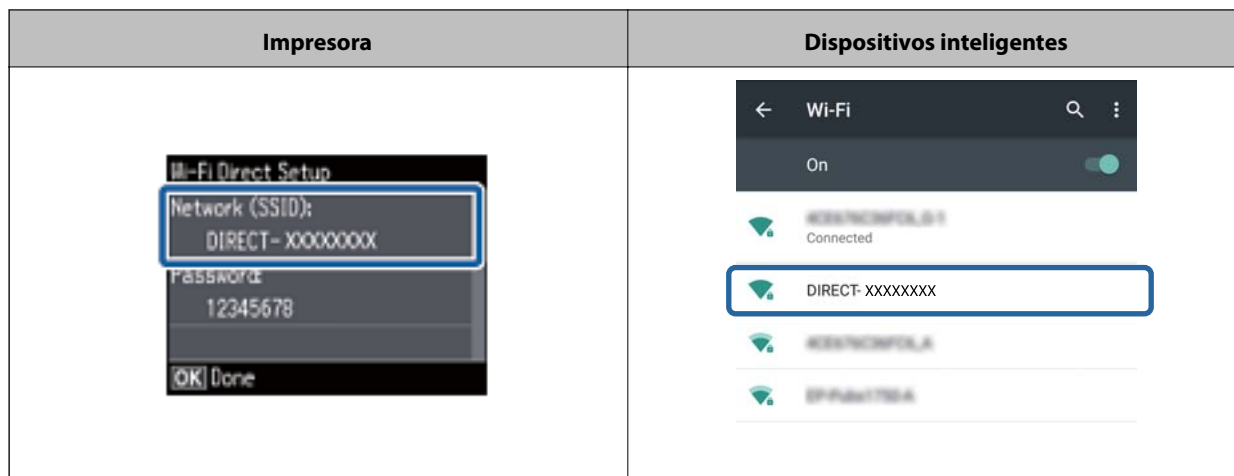 Impresora
Dispositivos inteligentes
Wi-Fi Direct Setup
Network (SSID):
DIRECT- XXXXXXXX
Password:
12345678
OK Done
Wi-Fi
On
Connected
DIRECT- XXXXXXXX